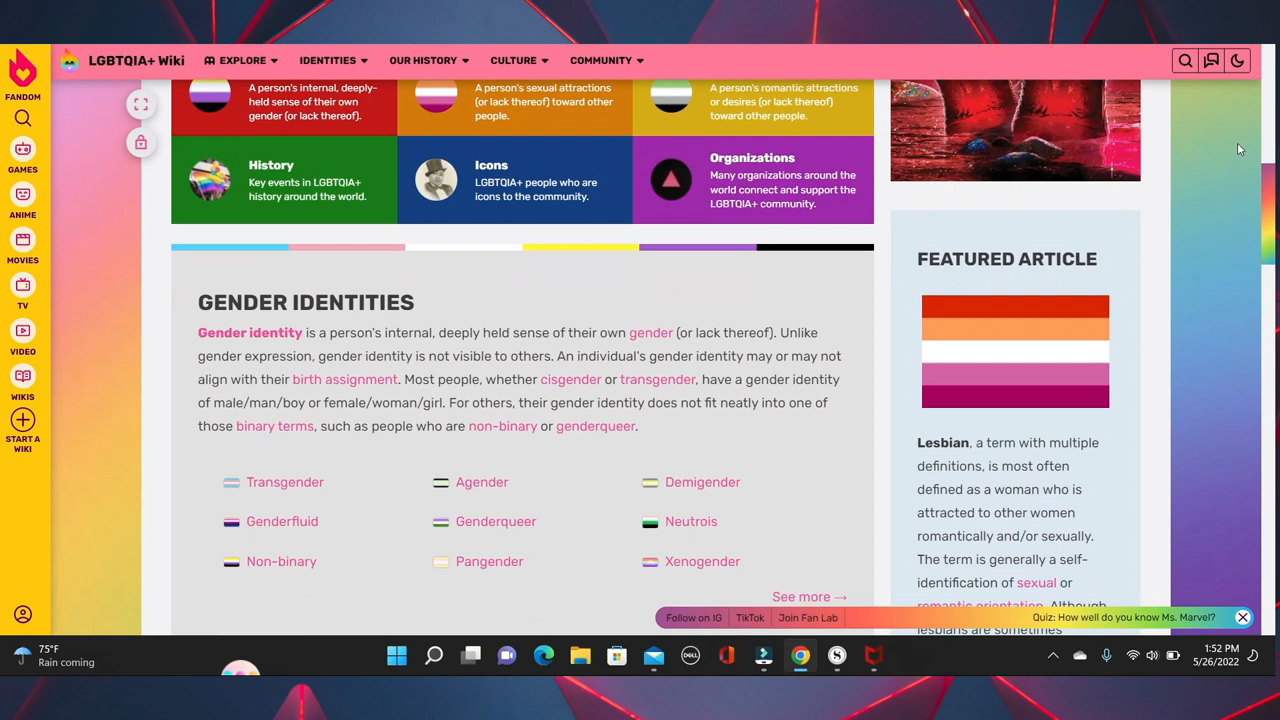 FANDOM
GAMES
ANIME
MOVIES
TV
VIDEO
WIKIS
START A
WIKI
LGBTQIA+ Wiki
EXPLORE
IDENTITIES
OUR HISTORY
CULTURE
COMMUNITY
A person's internal, deeply-
held sense of their own
gender (or lack thereof).
A person's sexual attractions
(or lack thereof) toward other
people.
A person's romantic attractions
or desires (or lack thereof)
toward other people.
History
Key events in LGBTQIA+
history around the world.
Icons
LGBTQIA+ people who are
icons to the community.
Organizations
Many organizations around the
world connect and support the
LGBTQIA+ community.
GENDER IDENTITIES
Gender identity is a person's internal, deeply held sense of their own gender (or lack thereof). Unlike
gender expression, gender identity is not visible to others. An individual's gender identity may or may not
align with their birth assignment. Most people, whether cisgender or transgender, have a gender identity
of male/man/boy or female/woman/girl. For others, their gender identity does not fit neatly into one of
those binary terms, such as people who are non-binary or genderqueer.
Transgender
Agender
Demigender
Genderfluid
Genderqueer
Neutrois
Non-binary
Pangender
Xenogender
See more →
FEATURED ARTICLE
Lesbian, a term with multiple
definitions, is most often
defined as a woman who is
attracted to other women
romantically and/or sexually.
The term is generally a self-
identification of sexual or
romantic orientation. Although
lesbians are sometimes
Follow on IG
TikTok
Join Fan Lab
Quiz: How well do you know Ms. Marvel?
75°F
Rain coming
DELL
S
1:52 PM
5/26/2022